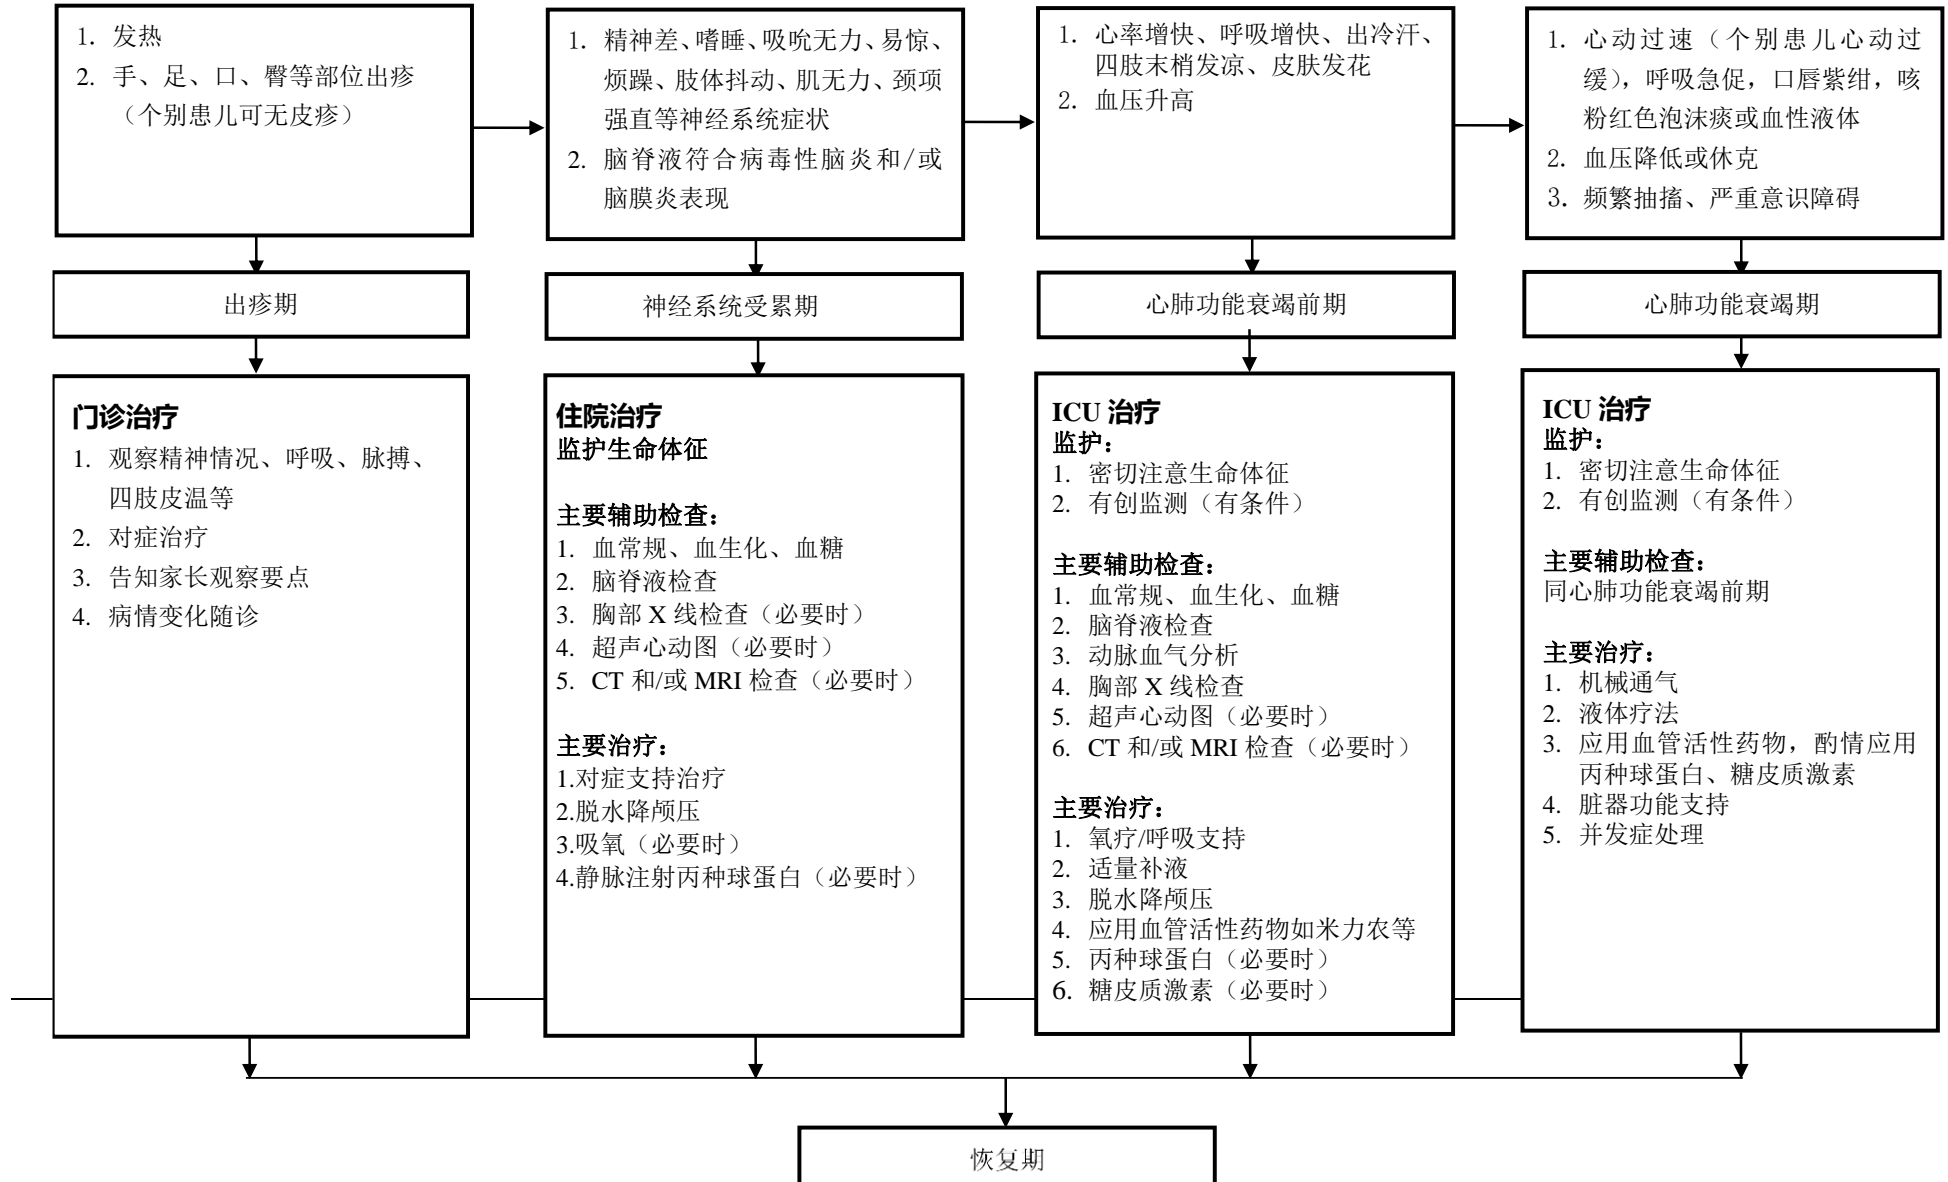 1. 发热
2. 手、足、口、臀等部位出疹
（个别患儿可无皮疹）
1. 精神差、嗜睡、吸吮无力、易惊、
烦躁、肢体抖动、肌无力、颈项
强直等神经系统症状
2. 脑脊液符合病毒性脑炎和/或
脑膜炎表现
1. 心率增快、呼吸增快、出冷汗、
四肢末梢发凉、皮肤发花
2. 血压升高
1. 心动过速（个别患儿心动过
缓），呼吸急促，口唇紫绀，咳
粉红色泡沫痰或血性液体
2. 血压降低或休克
3. 频繁抽搐、严重意识障碍
出疹期
神经系统受累期
心肺功能衰竭前期
心肺功能衰竭期
门诊治疗
1. 观察精神情况、呼吸、脉搏、
四肢皮温等
2. 对症治疗
3. 告知家长观察要点
4. 病情变化随诊
住院治疗
监护生命体征
主要辅助检查：
1. 血常规、血生化、血糖
2. 脑脊液检查
3. 胸部 X 线检查（必要时）
4. 超声心动图（必要时）
5. CT 和/或 MRI 检查（必要时）
主要治疗：
1.对症支持治疗
2.脱水降颅压
3.吸氧（必要时）
4.静脉注射丙种球蛋白（必要时）
ICU 治疗
监护：
1. 密切注意生命体征
2. 有创监测（有条件）
主要辅助检查：
1. 血常规、血生化、血糖
2. 脑脊液检查
3. 动脉血气分析
4. 胸部 X 线检查
5. 超声心动图（必要时）
6. CT 和/或 MRI 检查（必要时）
主要治疗：
1. 氧疗/呼吸支持
2. 适量补液
3. 脱水降颅压
4. 应用血管活性药物如米力农等
5. 丙种球蛋白（必要时）
6. 糖皮质激素（必要时）
ICU 治疗
监护：
1. 密切注意生命体征
2. 有创监测（有条件）
主要辅助检查：
同心肺功能衰竭前期
主要治疗：
1. 机械通气
2. 液体疗法
3. 应用血管活性药物，酌情应用
丙种球蛋白、糖皮质激素
4. 脏器功能支持
5. 并发症处理
恢复期